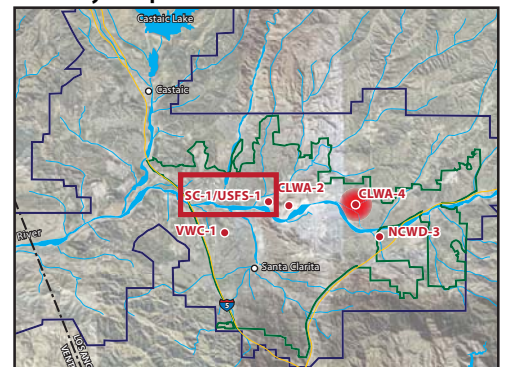 Castaic Lake
Castaic
SC-1/USFS-1
CLWA-2
CLWA-4
VWC-1
NCWD-3
River
Santa Clarita
5
LOS ANG
VENT